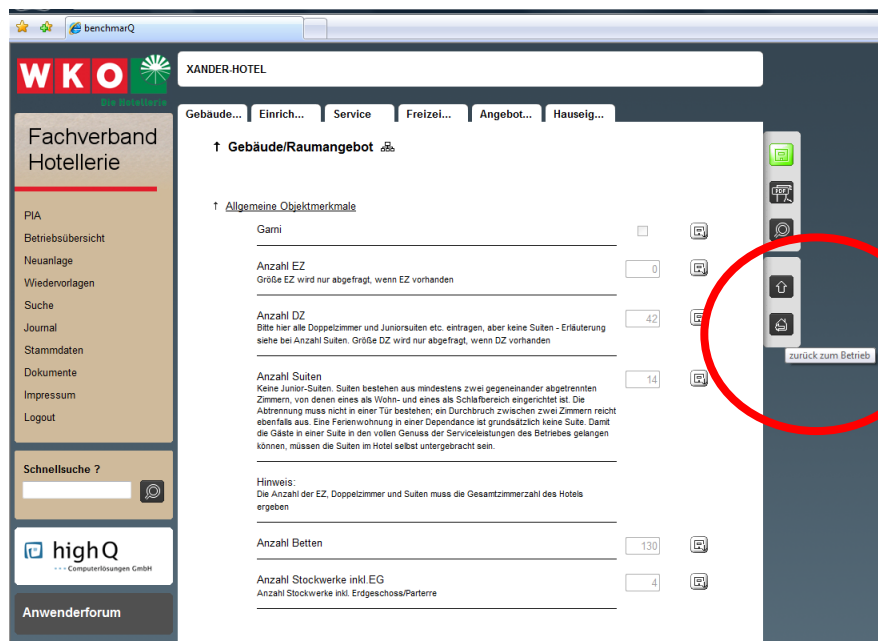 benchmarQ
WKO
Die Hotellerie
XANDER-HOTEL
Gebäude... Einrich... Service Freizei... Angebot... Hauseig...
Fachverband
Hotellerie
PIA
Betriebsübersicht
Neuanlage
Wiedervorlagen
Suche
Journal
Stammdaten
Dokumente
Impressum
Logout
Schnellsuche ?
highQ
Computerlösungen GmbH
Anwenderforum
↑ Gebäude/Raumangebot
↑ Allgemeine Objektmerkmale
Garni
Anzahl EZ 0
Größe EZ wird nur abgefragt, wenn EZ vorhanden
Anzahl DZ 42
Bitte hier alle Doppelzimmer und Juniorsuiten etc. eintragen, aber keine Suiten - Erläuterung
siehe bei Anzahl Suiten. Größe DZ wird nur abgefragt, wenn DZ vorhanden
Anzahl Suiten 14
Keine Junior-Suiten. Suiten bestehen aus mindestens zwei gegeneinander abgetrennten
Zimmern, von denen eines als Wohn- und eines als Schlafbereich eingerichtet ist. Die
Abtrennung muss nicht in einer Tür bestehen; ein Durchbruch zwischen zwei Zimmern reicht
ebenfalls aus. Eine Ferienwohnung in einer Dependance ist grundsätzlich keine Suite. Damit
die Gäste in einer Suite in den vollen Genuss der Serviceleistungen des Betriebes gelangen
können, müssen die Suiten im Hotel selbst untergebracht sein.
Hinweis:
Die Anzahl der EZ, Doppelzimmer und Suiten muss die Gesamtzimmerzahl des Hotels
ergeben
Anzahl Betten 130
Anzahl Stockwerke inkl.EG 4
Anzahl Stockwerke inkl. Erdgeschoss/Parterre
PDF
zurück zum Betrieb